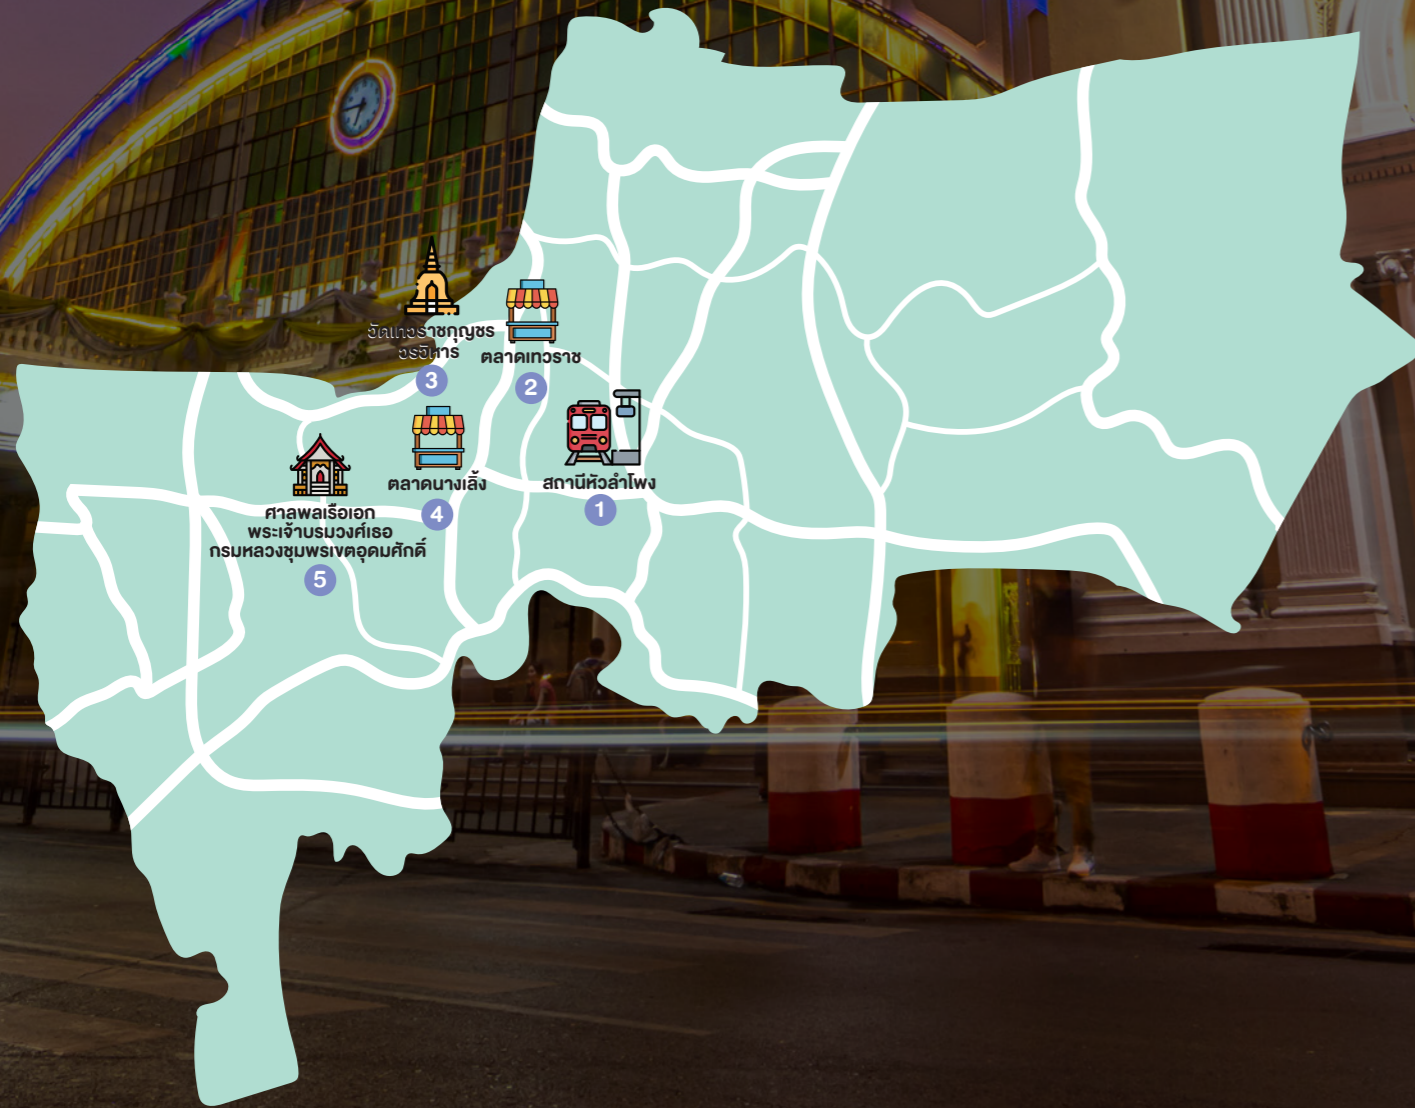 วัดเทวราชกุญชร
วรวิหาร
3
ตลาดเทวราช
2
ตลาดนางเลิ้ง
4
สถานีหัวลำโพง
1
ศาลพลเรือเอก
พระเจ้าบรมวงศ์เธอ
กรมหลวงชุมพรเขตอุดมศักดิ์
5